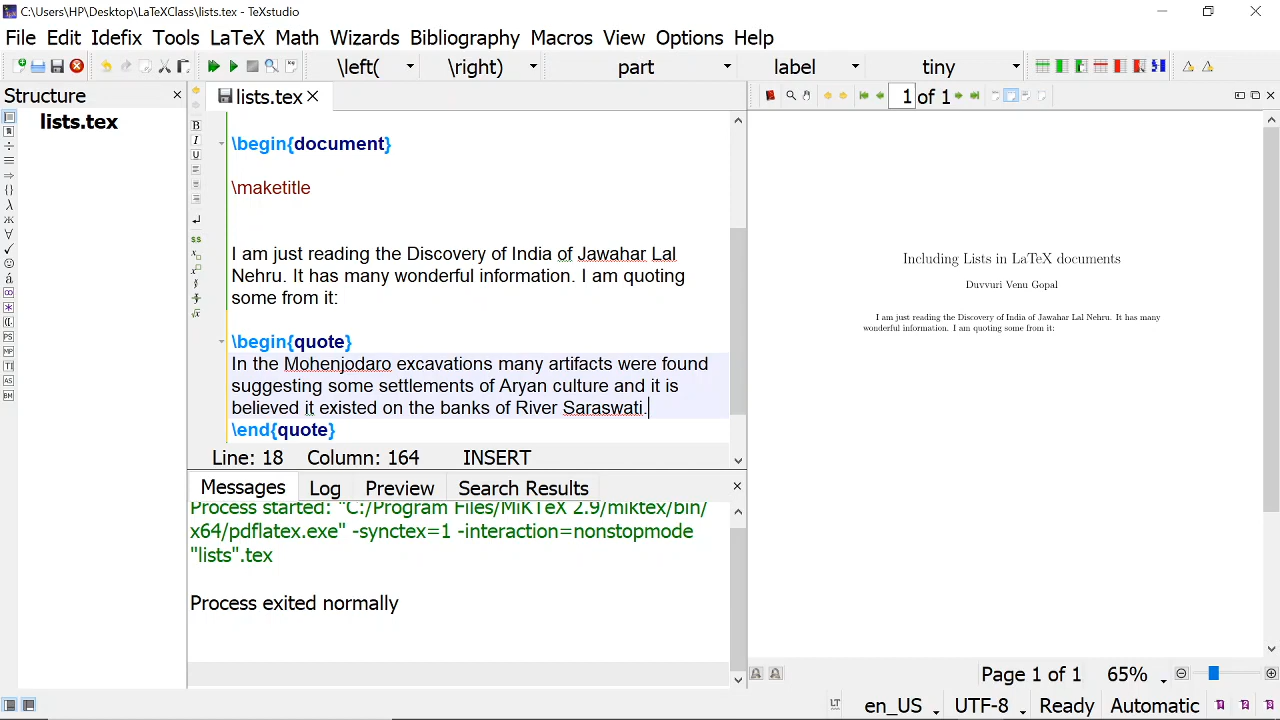 C:\Users\HP\Desktop\LaTeXClass\lists.tex - TeXstudio
File Edit Idefix Tools LaTeX Math Wizards Bibliography Macros View Options Help
\left( \right) part label tiny
Structure
lists.tex
lists.tex
1 of 1
\begin{document}
\maketitle
I am just reading the Discovery of India of Jawahar Lal
Nehru. It has many wonderful information. I am quoting
some from it:
\begin{quote}
In the Mohenjodaro excavations many artifacts were found
suggesting some settlements of Aryan culture and it is
believed it existed on the banks of River Saraswati.
\end{quote}
Line: 18 Column: 164 INSERT
Messages Log Preview Search Results
Process started: "C:/Program Files/MiKTeX 2.9/miktex/bin/
x64/pdflatex.exe" -synctex=1 -interaction=nonstopmode
"lists".tex
Process exited normally
Including Lists in LaTeX documents
Duvvuri Venu Gopal
I am just reading the Discovery of India of Jawahar Lal Nehru. It has many
wonderful information. I am quoting some from it:
Page 1 of 1 65%
en_US UTF-8 Ready Automatic